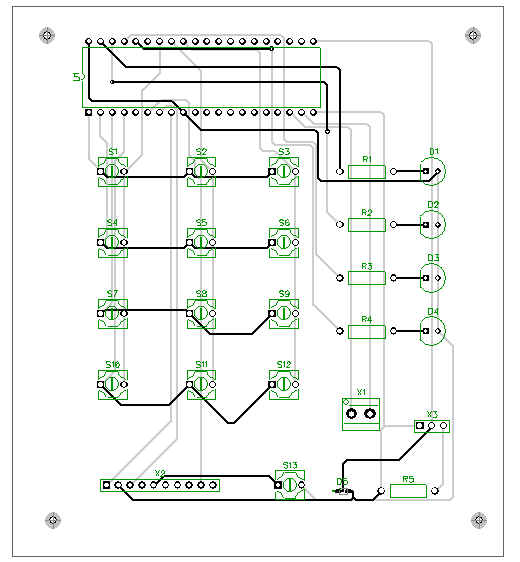 U1
S1 S2 S3 R1 D1
S4 S5 S6 R2 D2
S7 S8 S9 R3 D3
S10 S11 S12 R4 D4
X1
X3
X2 S13 D5 R5